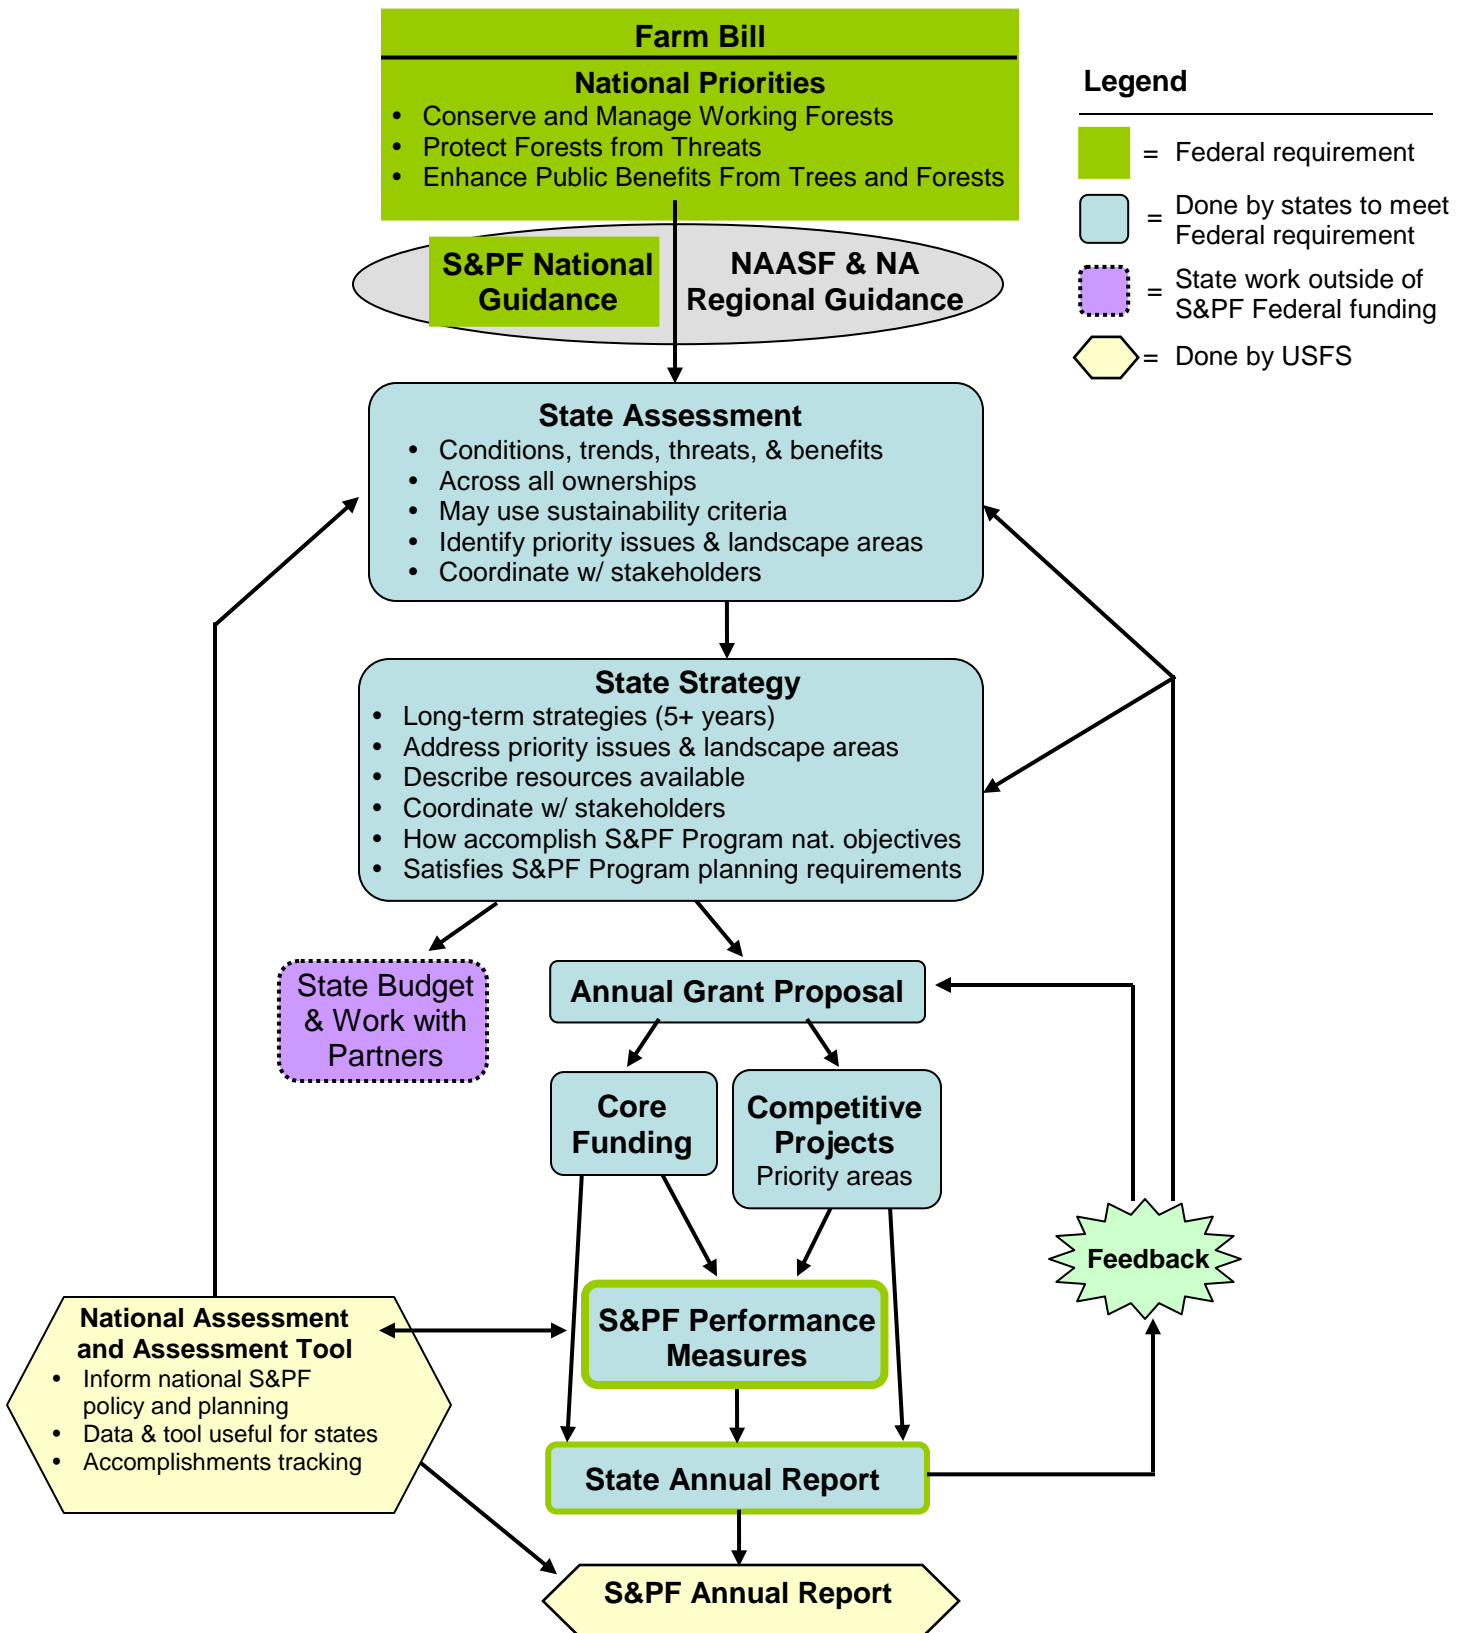 Farm Bill
National Priorities
• Conserve and Manage Working Forests
• Protect Forests from Threats
• Enhance Public Benefits From Trees and Forests
Legend
= Federal requirement
= Done by states to meet
Federal requirement
= State work outside of
S&PF Federal funding
= Done by USFS
S&PF National
Guidance
NAASF & NA
Regional Guidance
State Assessment
• Conditions, trends, threats, & benefits
• Across all ownerships
• May use sustainability criteria
• Identify priority issues & landscape areas
• Coordinate w/ stakeholders
State Strategy
• Long-term strategies (5+ years)
• Address priority issues & landscape areas
• Describe resources available
• Coordinate w/ stakeholders
• How accomplish S&PF Program nat. objectives
• Satisfies S&PF Program planning requirements
State Budget
& Work with
Partners
Annual Grant Proposal
Core
Funding
Competitive
Projects
Priority areas
Feedback
S&PF Performance
Measures
National Assessment
and Assessment Tool
• Inform national S&PF
policy and planning
• Data & tool useful for states
• Accomplishments tracking
State Annual Report
S&PF Annual Report